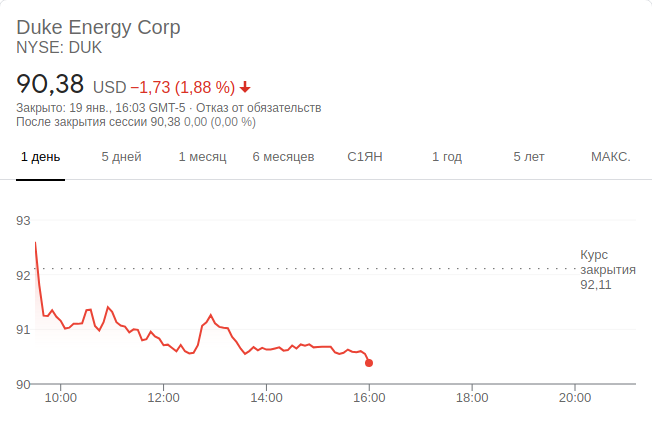 Duke Energy Corp
NYSE: DUK
90,38 USD −1,73 (1,88 %)
Закрыто: 19 янв., 16:03 GMT-5 · Отказ от обязательств
После закрытия сессии 90,38 0,00 (0,00 %)
1 день 5 дней 1 месяц 6 месяцев С1ЯН 1 год 5 лет МАКС.
93
Курс
закрытия
92,11
92
91
90
10:00 12:00 14:00 16:00 18:00 20:00